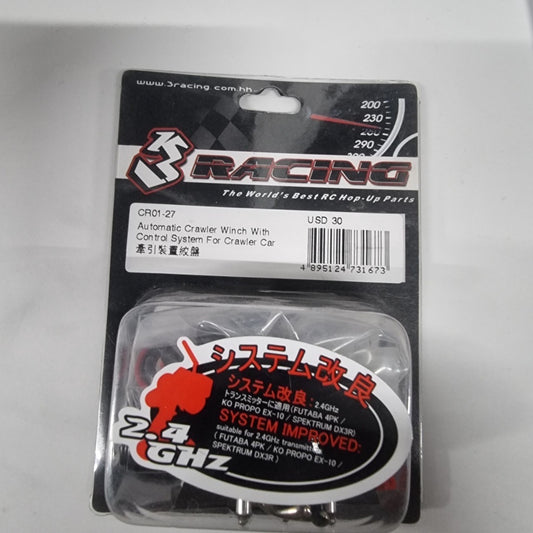 www.3racing.com.hk
200
230
260
290
3 RACING
The World's Best RC Hop-Up Parts
CR01-27
USD 30
Automatic Crawler Winch With
Control System For Crawler Car
牽引裝置絞盤
4 895124 731673
システム改良
システム改良：2.4GHz
トランスミッターに適用(FUTABA 4PK /
KO PROPO EX-10 / SPEKTRUM DX3R)
SYSTEM IMPROVED:
suitable for 2.4GHz transmitt
( FUTABA 4PK / KO PROPO EX-10 /
SPEKTRUM DX3R )
2.4
GHz